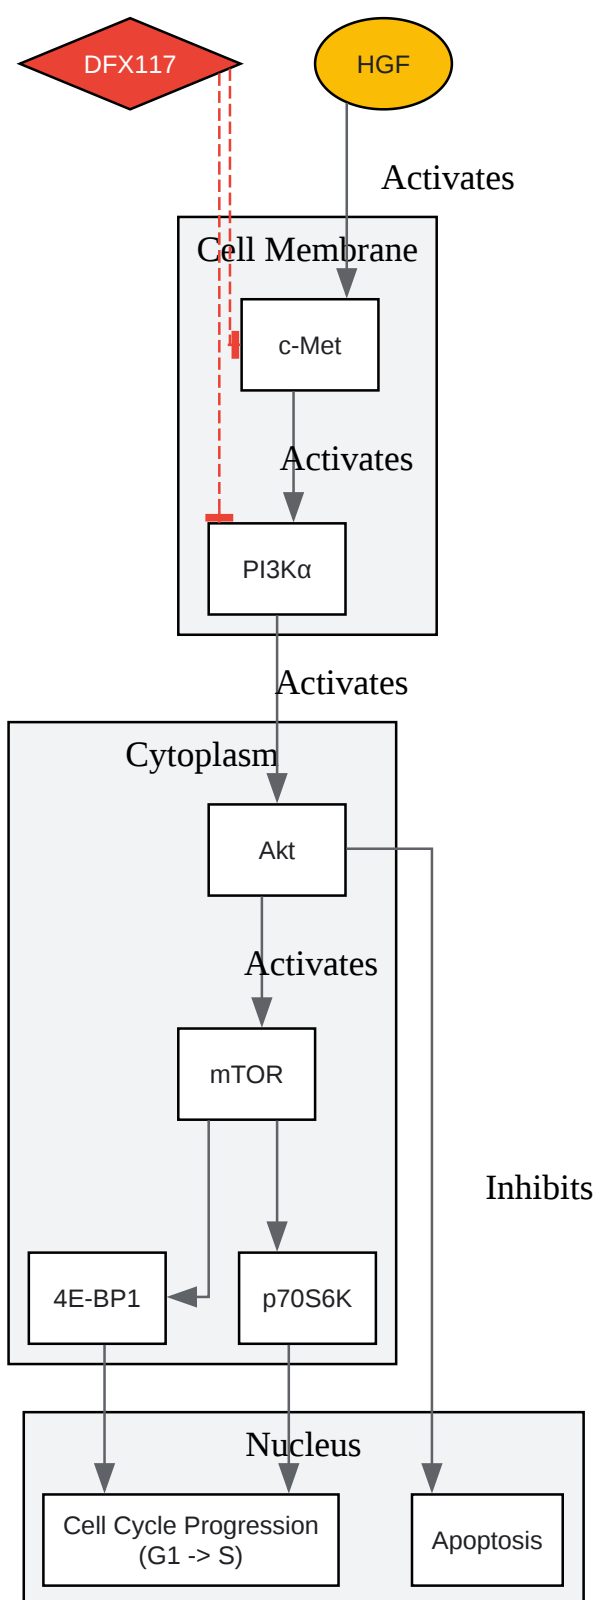 DFX117
HGF
Activates
Cell Membrane
c-Met
Activates
PI3Kα
Activates
Cytoplasm
Akt
Activates
mTOR
Inhibits
4E-BP1
p70S6K
Nucleus
Cell Cycle Progression
(G1 -> S)
Apoptosis